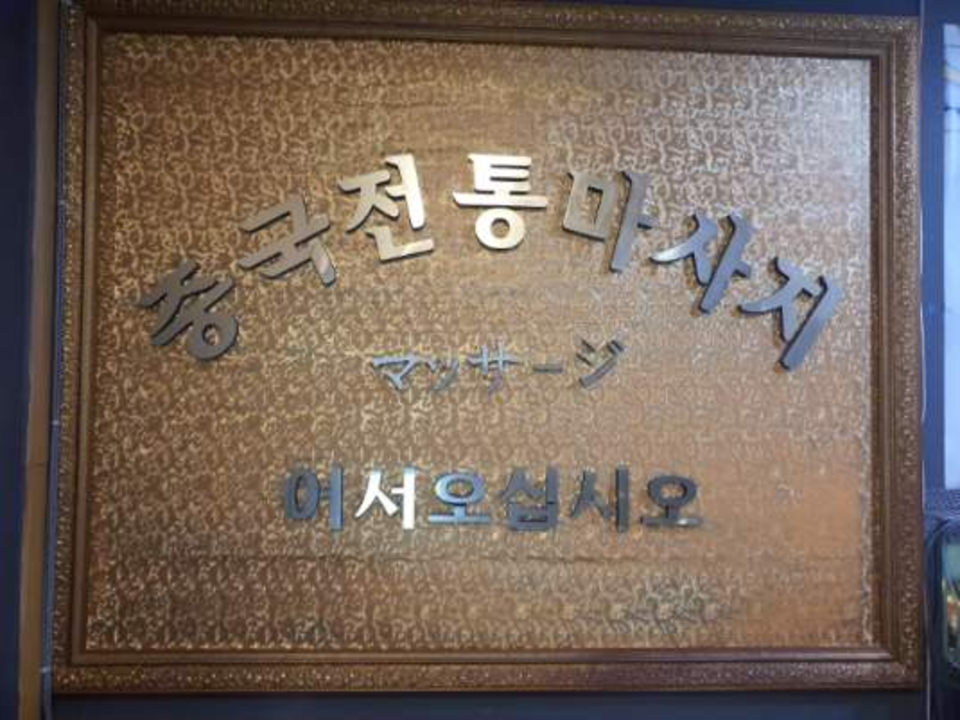 중국전통마사지
マッサージ
어서오십시오